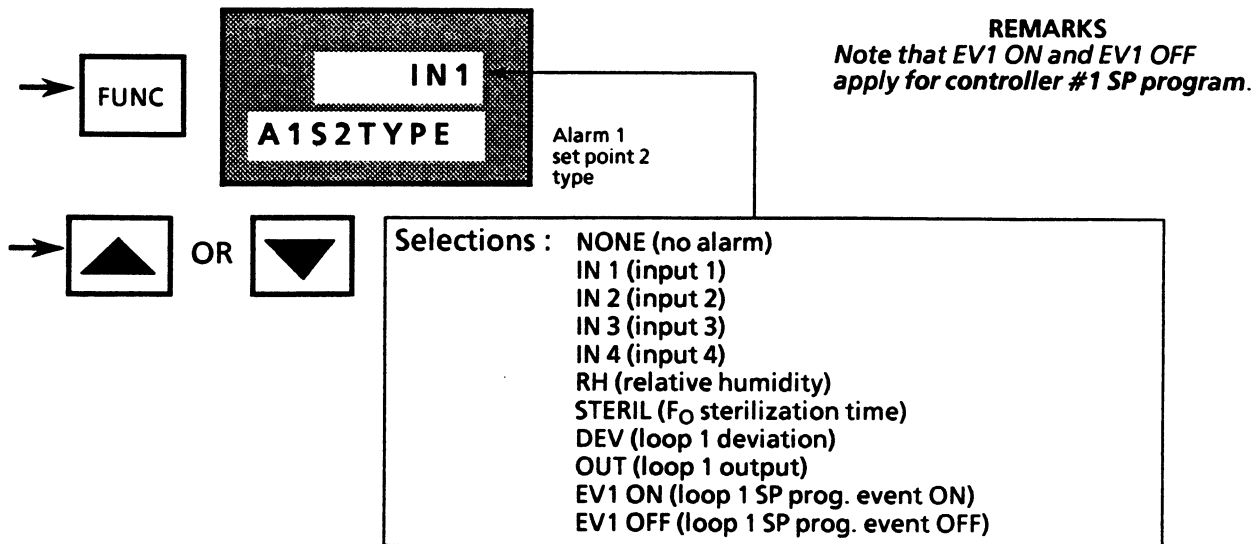 FUNC
IN1
A1S2TYPE
Alarm 1
set point 2
type
REMARKS
Note that EV1 ON and EV1 OFF
apply for controller #1 SP program.
OR
Selections :
NONE (no alarm)
IN 1 (input 1)
IN 2 (input 2)
IN 3 (input 3)
IN 4 (input 4)
RH (relative humidity)
STERIL (FO sterilization time)
DEV (loop 1 deviation)
OUT (loop 1 output)
EV1 ON (loop 1 SP prog. event ON)
EV1 OFF (loop 1 SP prog. event OFF)